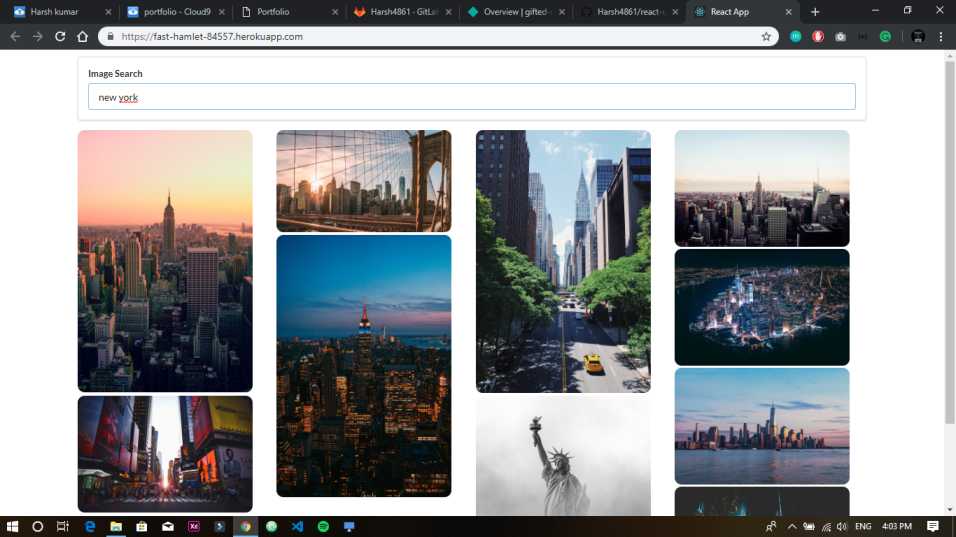 Harsh kumar
portfolio - Cloud9
Portfolio
Harsh4861 · GitLab
Overview | gifted-
Harsh4861/react-
React App
https://fast-hamlet-84557.herokuapp.com
Image Search
new york
ENG
4:03 PM